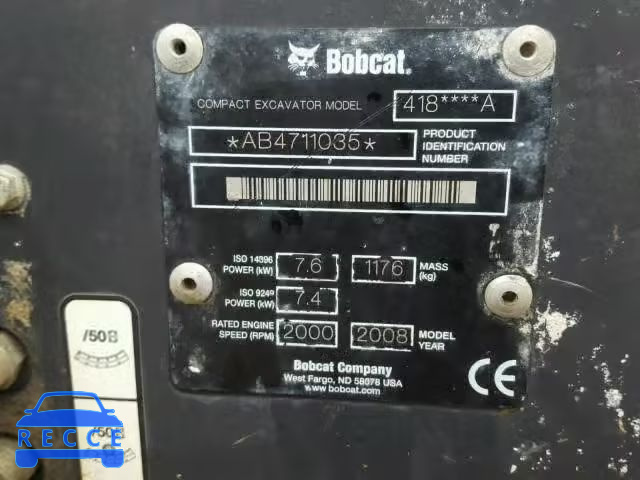 Bobcat.
COMPACT EXCAVATOR MODEL 418****A
*AB4711035* PRODUCT IDENTIFICATION NUMBER
ISO 14396 POWER (kW) 7.6 1176 MASS (kg)
ISO 9249 POWER (kW) 7.4
RATED ENGINE SPEED (RPM) 2000 2008 MODEL YEAR
Bobcat Company
West Fargo, ND 58078 USA
www.bobcat.com
CE
/50B
/50
RECCE